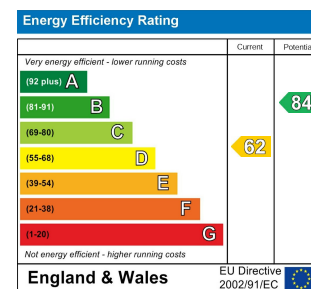 Energy Efficiency Rating
Current Potentia
Very energy efficient - lower running costs
(92 plus) A
(81-91) B
84
(69-80) C
(55-68) D
62
(39-54) E
(21-38) F
(1-20) G
Not energy efficient - higher running costs
England & Wales
EU Directive
2002/91/EC